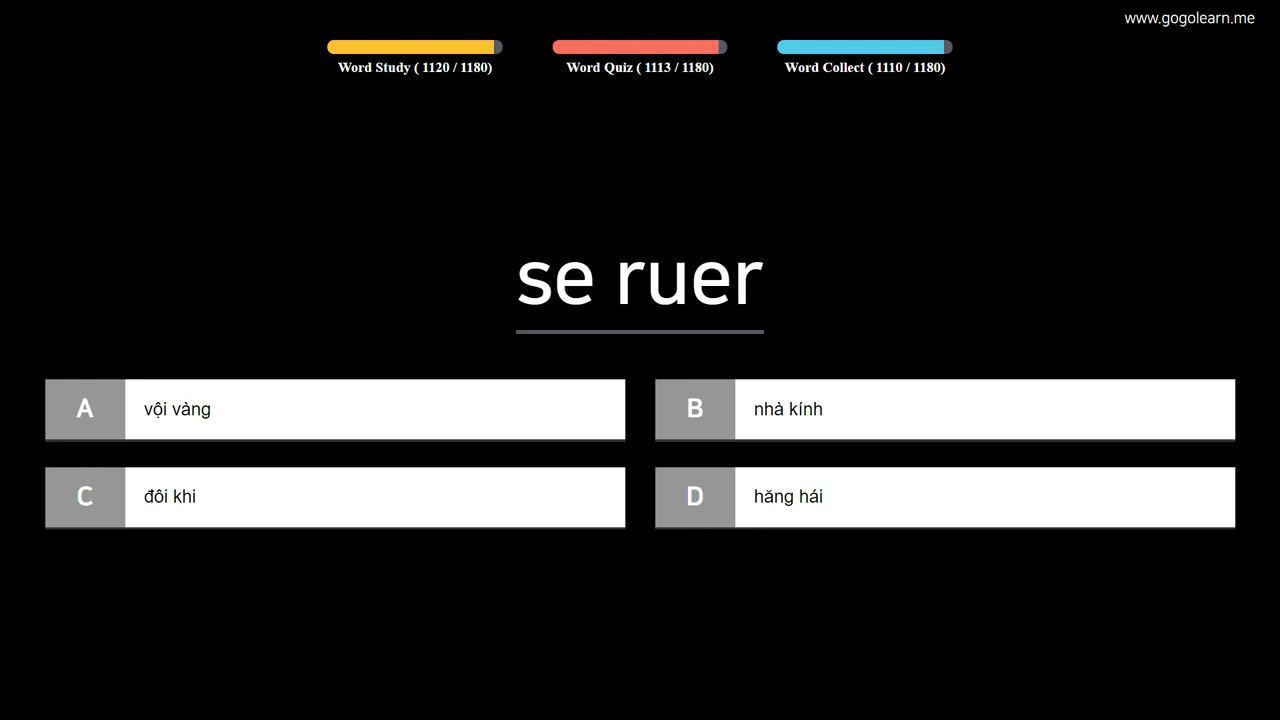 www.gogolearn.me
Word Study ( 1120 / 1180)
Word Quiz ( 1113 / 1180)
Word Collect ( 1110 / 1180)
se ruer
A vội vàng
B nhà kính
C đôi khi
D hăng hái